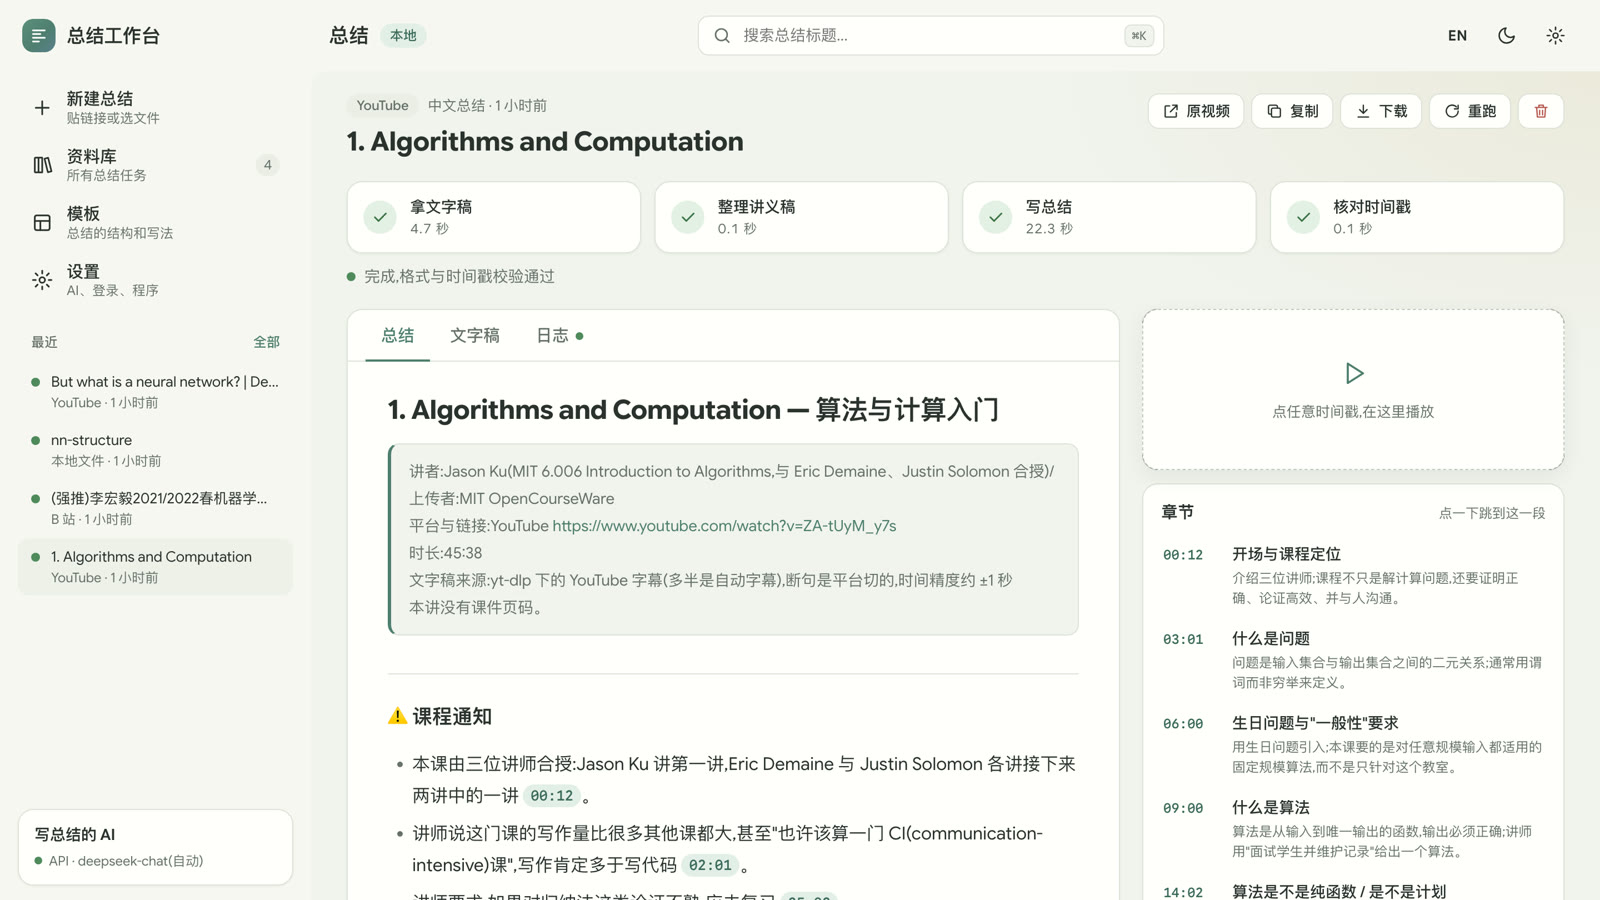 总结工作台
总结
本地
搜索总结标题...
⌘K
EN
新建总结
贴链接或选文件
资料库
所有总结任务
4
模板
总结的结构和写法
设置
AI、登录、程序
最近
全部
But what is a neural network? | De...
YouTube · 1 小时前
nn-structure
本地文件 · 1 小时前
(强推)李宏毅2021/2022春机器学...
B 站 · 1 小时前
1. Algorithms and Computation
YouTube · 1 小时前
写总结的 AI
API · deepseek-chat(自动)
YouTube
中文总结 · 1 小时前
1. Algorithms and Computation
原视频
复制
下载
重跑
拿文字稿
4.7 秒
整理讲义稿
0.1 秒
写总结
22.3 秒
核对时间戳
0.1 秒
完成,格式与时间戳校验通过
总结
文字稿
日志
1. Algorithms and Computation — 算法与计算入门
讲者:Jason Ku(MIT 6.006 Introduction to Algorithms,与 Eric Demaine、Justin Solomon 合授)/
上传者:MIT OpenCourseWare
平台与链接:YouTube https://www.youtube.com/watch?v=ZA-tUyM_y7s
时长:45:38
文字稿来源:yt-dlp 下的 YouTube 字幕(多半是自动字幕),断句是平台切的,时间精度约 ±1 秒
本讲没有课件页码。
⚠️ 课程通知
本课由三位讲师合授:Jason Ku 讲第一讲,Eric Demaine 与 Justin Solomon 各讲接下来
两讲中的一讲 00:12 。
讲师说这门课的写作量比很多其他课都大,甚至"也许该算一门 CI(communication-
intensive)课",写作肯定多于写代码 02:01 。
点任意时间戳,在这里播放
章节
点一下跳到这一段
00:12
开场与课程定位
介绍三位讲师;课程不只是解计算问题,还要证明正
确、论证高效、并与人沟通。
03:01
什么是问题
问题是输入集合与输出集合之间的二元关系;通常用谓
词而非穷举来定义。
06:00
生日问题与"一般性"要求
用生日问题引入;本课要的是对任意规模输入都适用的
固定规模算法,而不是只针对这个教室。
09:00
什么是算法
算法是从输入到唯一输出的函数,输出必须正确;讲师
用"面试学生并维护记录"给出一个算法。
14:02
算法是不是纯函数 / 是不是计划